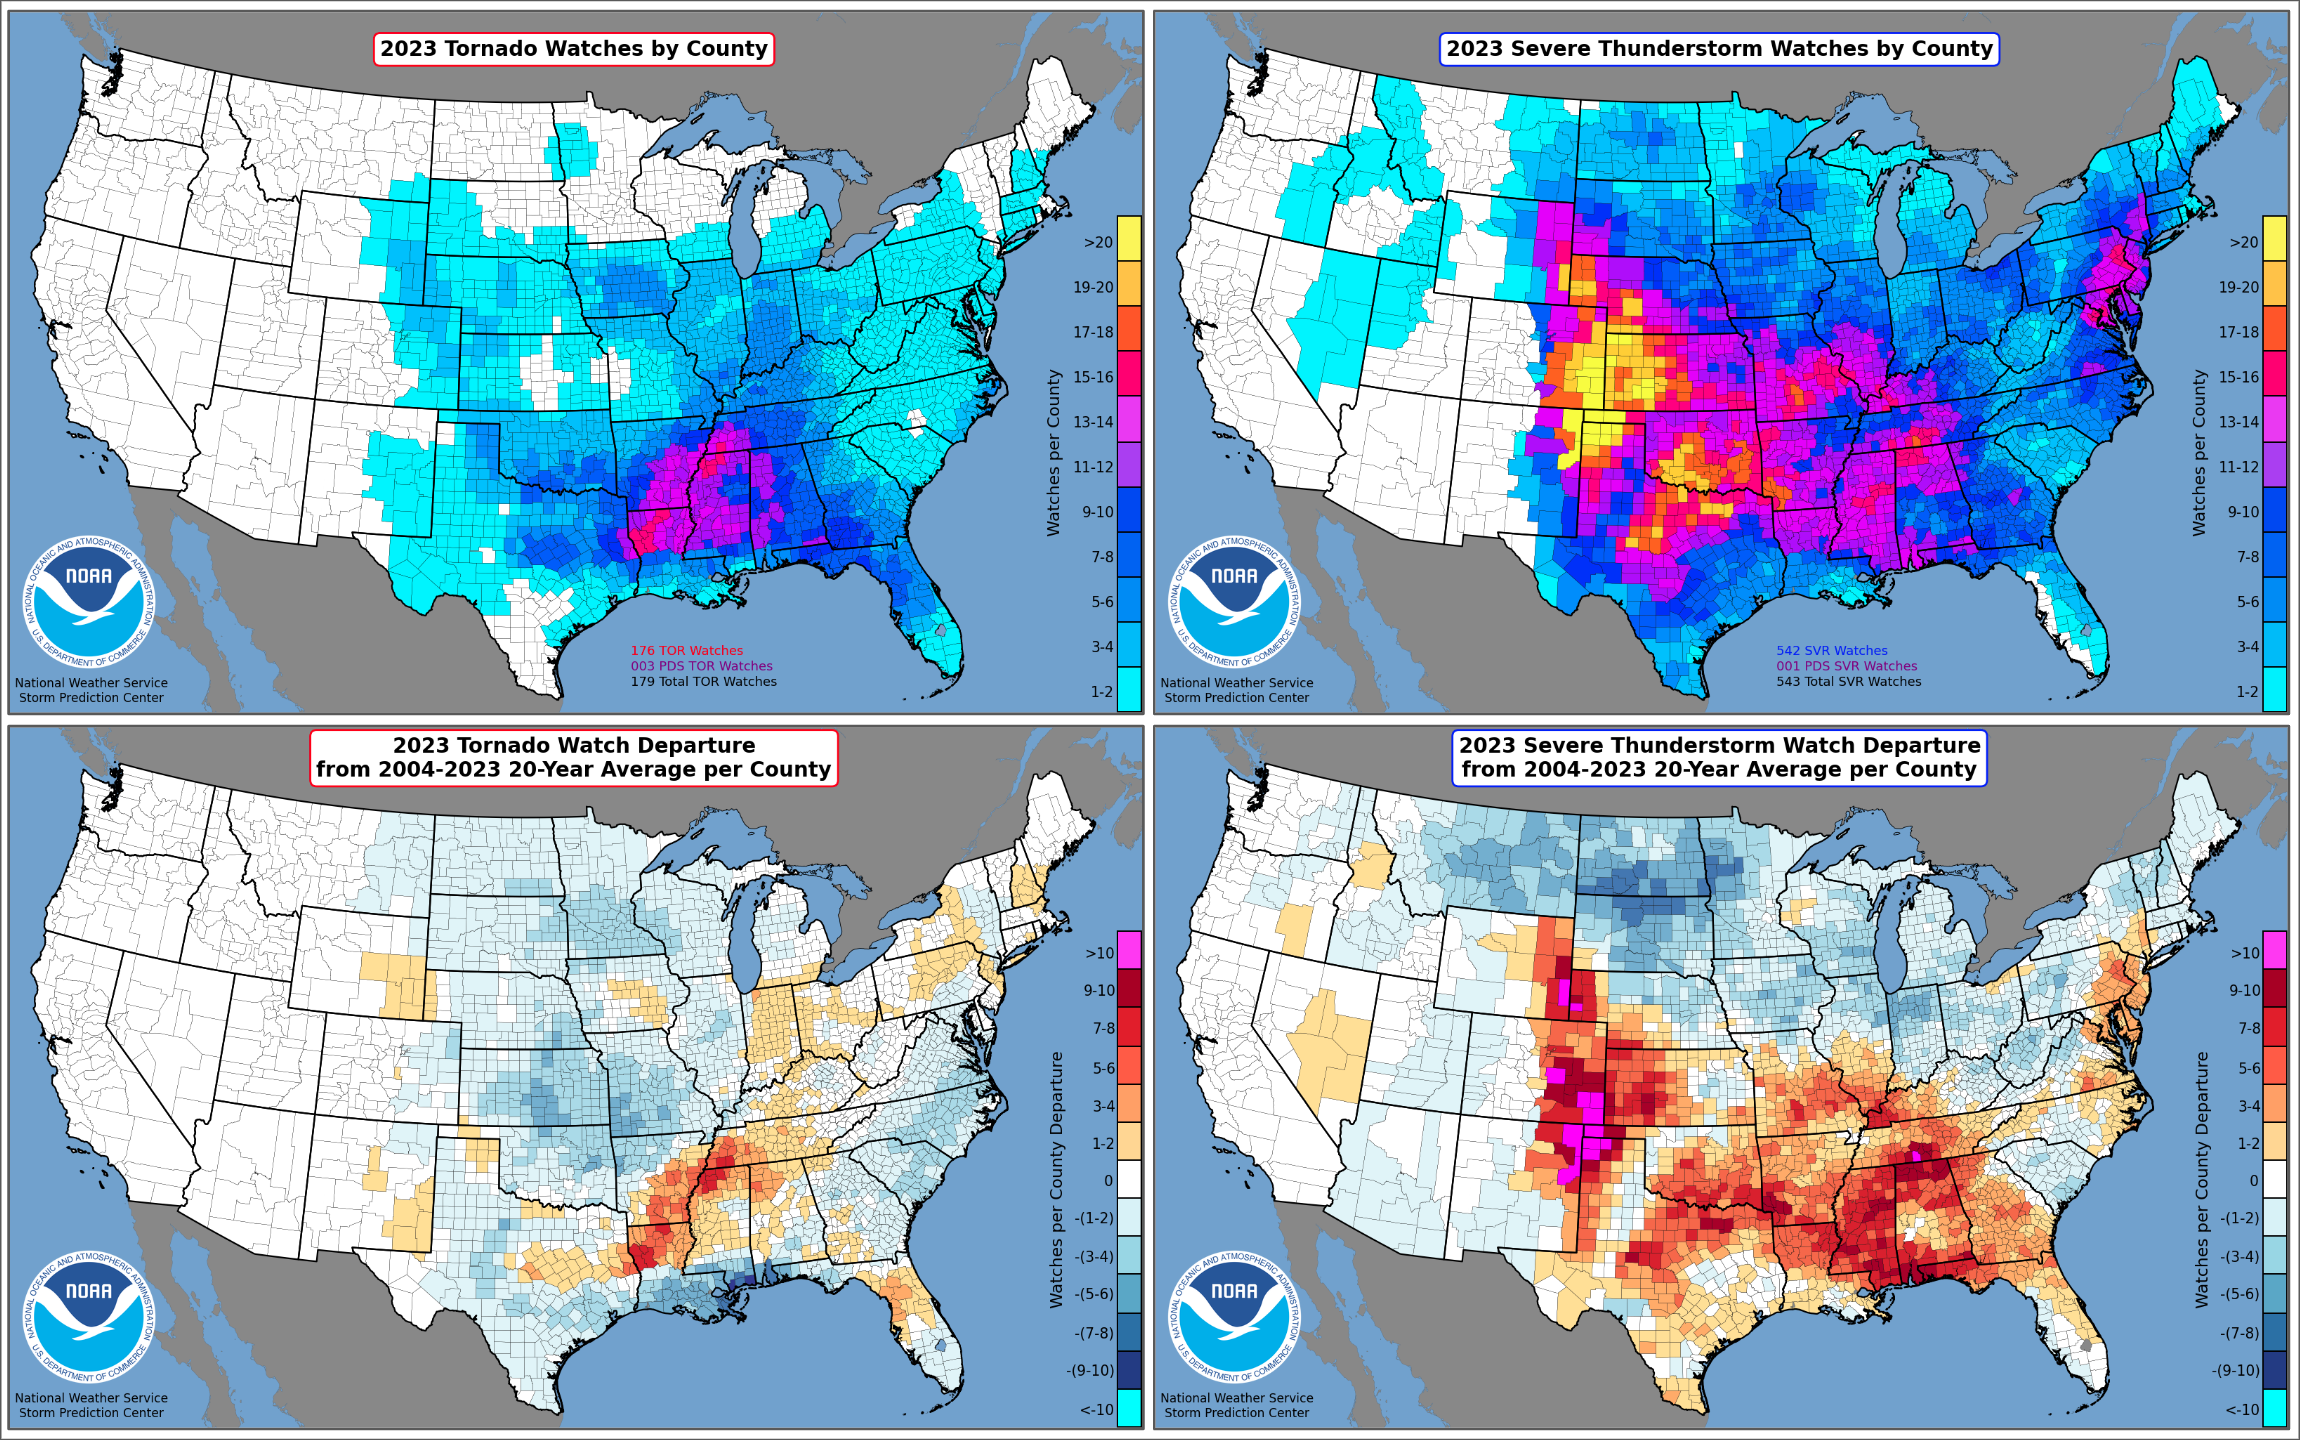 2023 Tornado Watches by County
>20
19-20
17-18
15-16
13-14
11-12
9-10
7-8
5-6
3-4
1-2
Watches per County
NATIONAL OCEANIC AND ATMOSPHERIC ADMINISTRATION
NOAA
U.S. DEPARTMENT OF COMMERCE
176 TOR Watches
003 PDS TOR Watches
179 Total TOR Watches
National Weather Service
Storm Prediction Center
2023 Severe Thunderstorm Watches by County
>20
19-20
17-18
15-16
13-14
11-12
9-10
7-8
5-6
3-4
1-2
Watches per County
NATIONAL OCEANIC AND ATMOSPHERIC ADMINISTRATION
NOAA
U.S. DEPARTMENT OF COMMERCE
542 SVR Watches
001 PDS SVR Watches
543 Total SVR Watches
National Weather Service
Storm Prediction Center
2023 Tornado Watch Departure
from 2004-2023 20-Year Average per County
>10
9-10
7-8
5-6
3-4
1-2
0
-(1-2)
-(3-4)
-(5-6)
-(7-8)
-(9-10)
<-10
Watches per County Departure
NATIONAL OCEANIC AND ATMOSPHERIC ADMINISTRATION
NOAA
U.S. DEPARTMENT OF COMMERCE
National Weather Service
Storm Prediction Center
2023 Severe Thunderstorm Watch Departure
from 2004-2023 20-Year Average per County
>10
9-10
7-8
5-6
3-4
1-2
0
-(1-2)
-(3-4)
-(5-6)
-(7-8)
-(9-10)
<-10
Watches per County Departure
NATIONAL OCEANIC AND ATMOSPHERIC ADMINISTRATION
NOAA
U.S. DEPARTMENT OF COMMERCE
National Weather Service
Storm Prediction Center